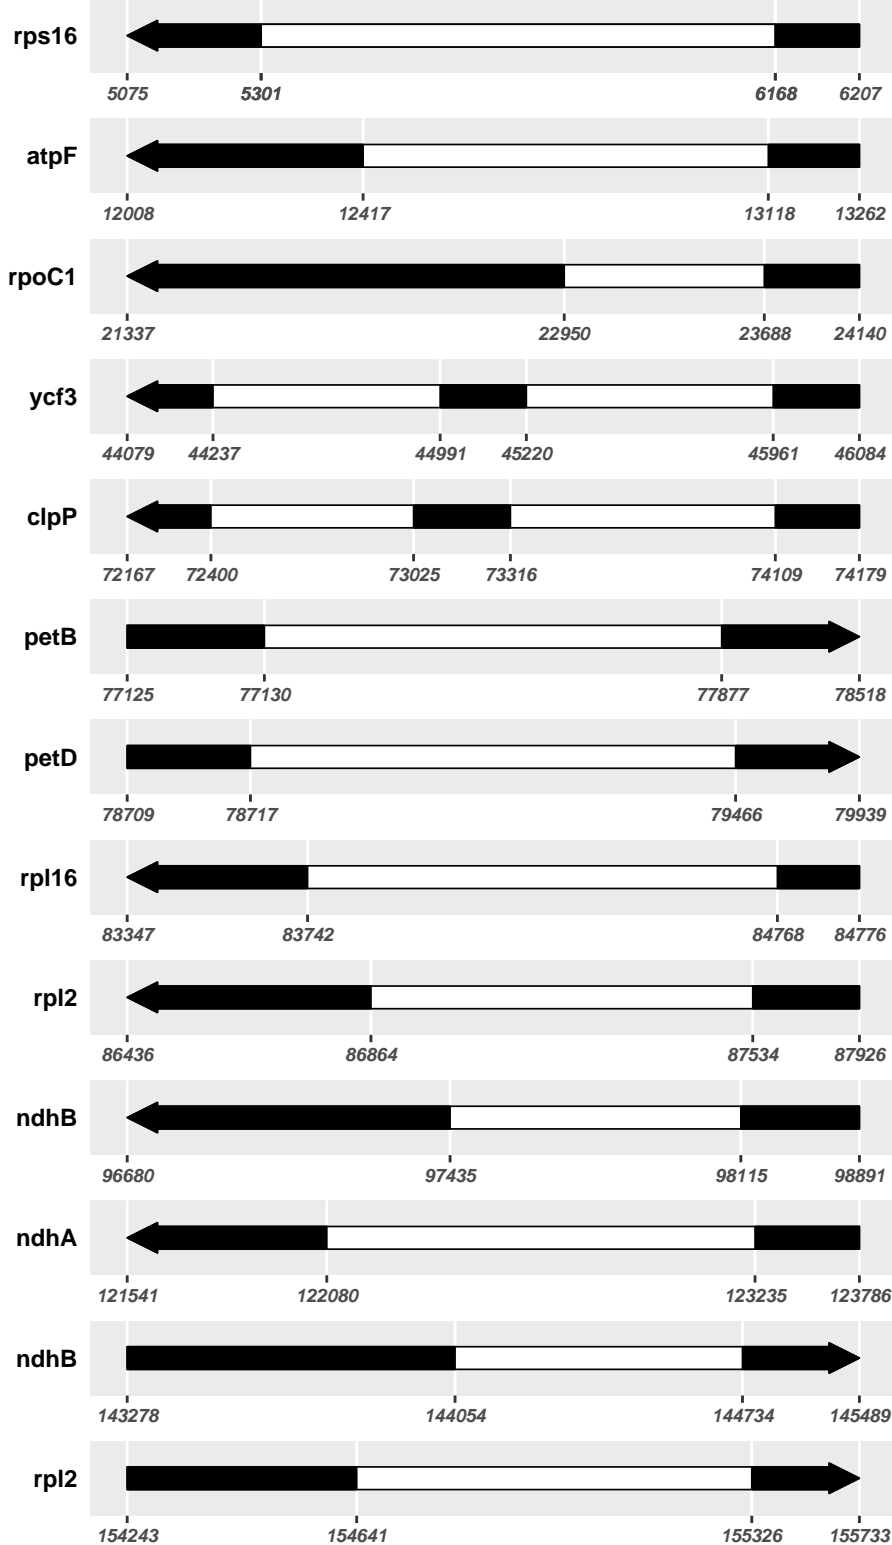 rps16
5075 5301 6168 6207
atpF
12008 12417 13118 13262
rpoC1
21337 22950 23688 24140
ycf3
44079 44237 44991 45220 45961 46084
clpP
72167 72400 73025 73316 74109 74179
petB
77125 77130 77877 78518
petD
78709 78717 79466 79939
rpl16
83347 83742 84768 84776
rpl2
86436 86864 87534 87926
ndhB
96680 97435 98115 98891
ndhA
121541 122080 123235 123786
ndhB
143278 144054 144734 145489
rpl2
154243 154641 155326 155733